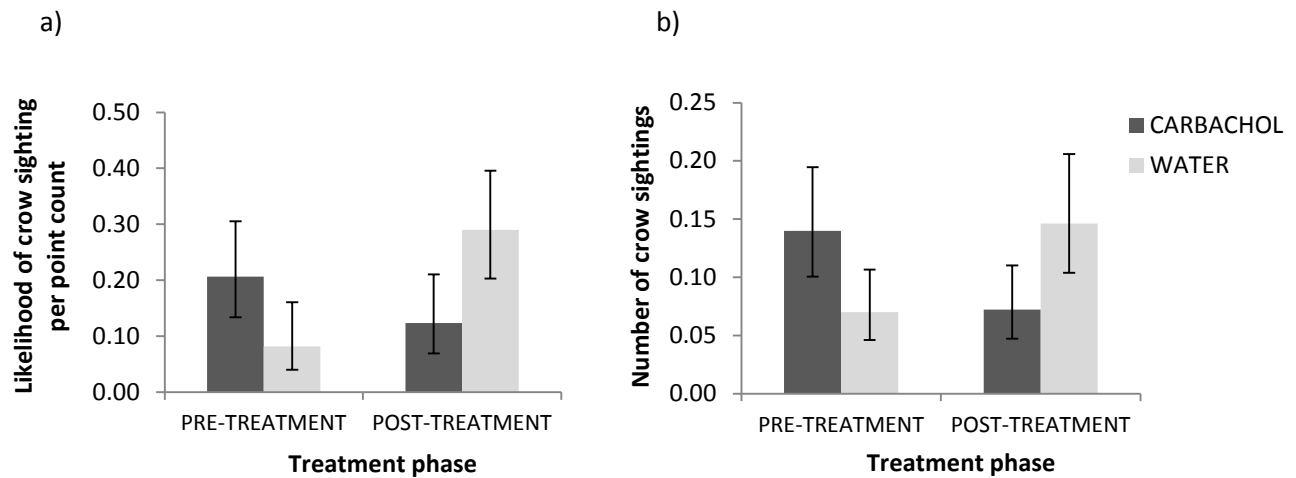 a)
Likelihood of crow sighting
per point count
0.50
0.40
0.30
0.20
0.10
0.00
PRE-TREATMENT POST-TREATMENT
Treatment phase
b)
Number of crow sightings
0.25
0.20
0.15
0.10
0.05
0.00
PRE-TREATMENT POST-TREATMENT
Treatment phase
CARBACHOL
WATER